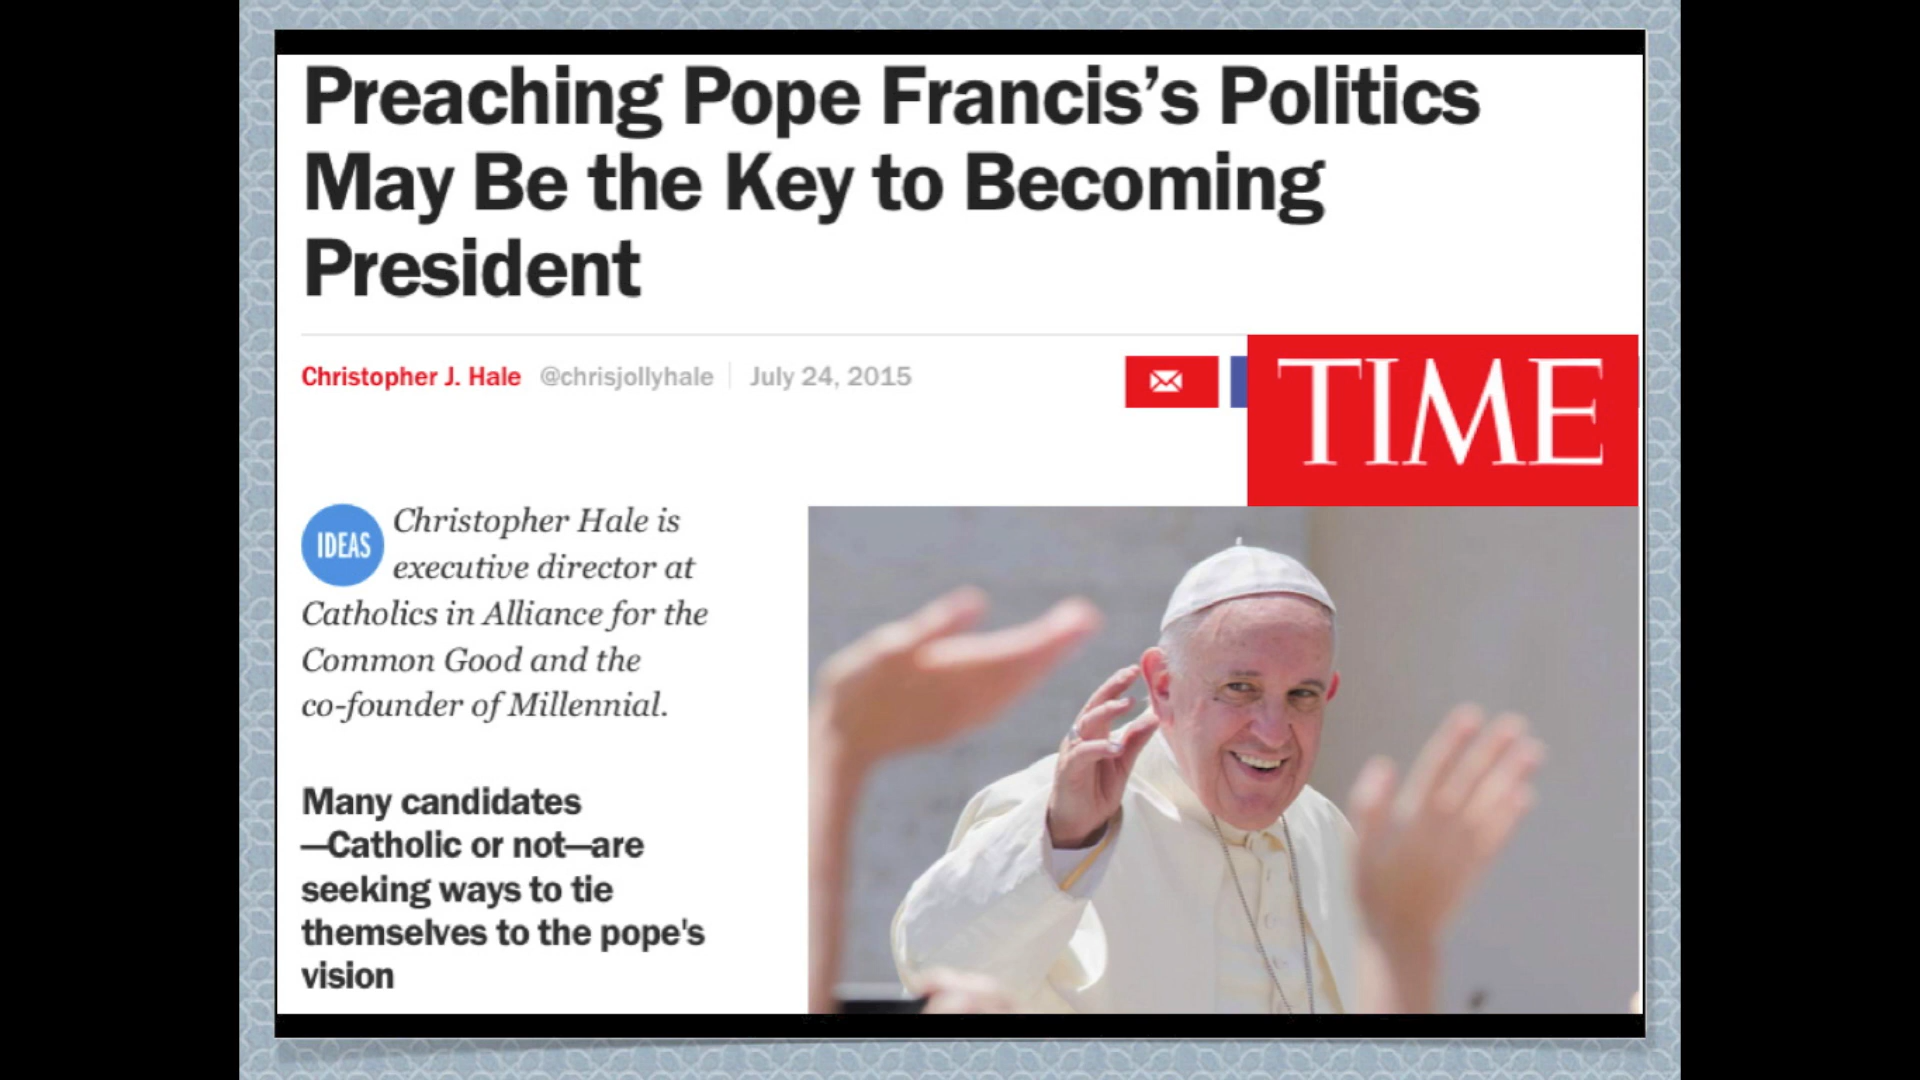 Preaching Pope Francis’s Politics
May Be the Key to Becoming
President
Christopher J. Hale @chrisjollyhale July 24, 2015
TIME
IDEAS
Christopher Hale is
executive director at
Catholics in Alliance for the
Common Good and the
co-founder of Millennial.
Many candidates
—Catholic or not—are
seeking ways to tie
themselves to the pope's
vision